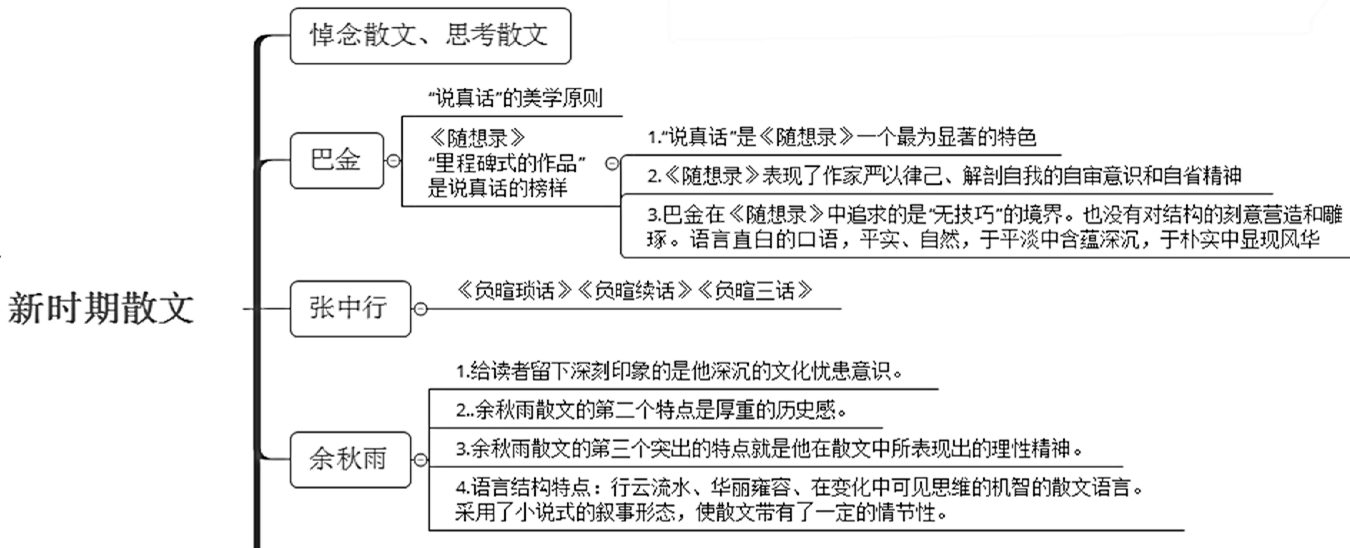 悼念散文、思考散文
“说真话”的美学原则
巴金
《随想录》
“里程碑式的作品”
是说真话的榜样
1.“说真话”是《随想录》一个最为显著的特色
2.《随想录》表现了作家严以律己、解剖自我的自审意识和自省精神
3.巴金在《随想录》中追求的是“无技巧”的境界。也没有对结构的刻意营造和雕
琢。语言直白的口语，平实、自然，于平淡中含蕴深沉，于朴实中显现风华
新时期散文
张中行
《负暄琐话》《负暄续话》《负暄三话》
余秋雨
1.给读者留下深刻印象的是他深沉的文化忧患意识。
2..余秋雨散文的第二个特点是厚重的历史感。
3.余秋雨散文的第三个突出的特点就是他在散文中所表现出的理性精神。
4.语言结构特点：行云流水、华丽雍容、在变化中可见思维的机智的散文语言。
采用了小说式的叙事形态，使散文带有了一定的情节性。